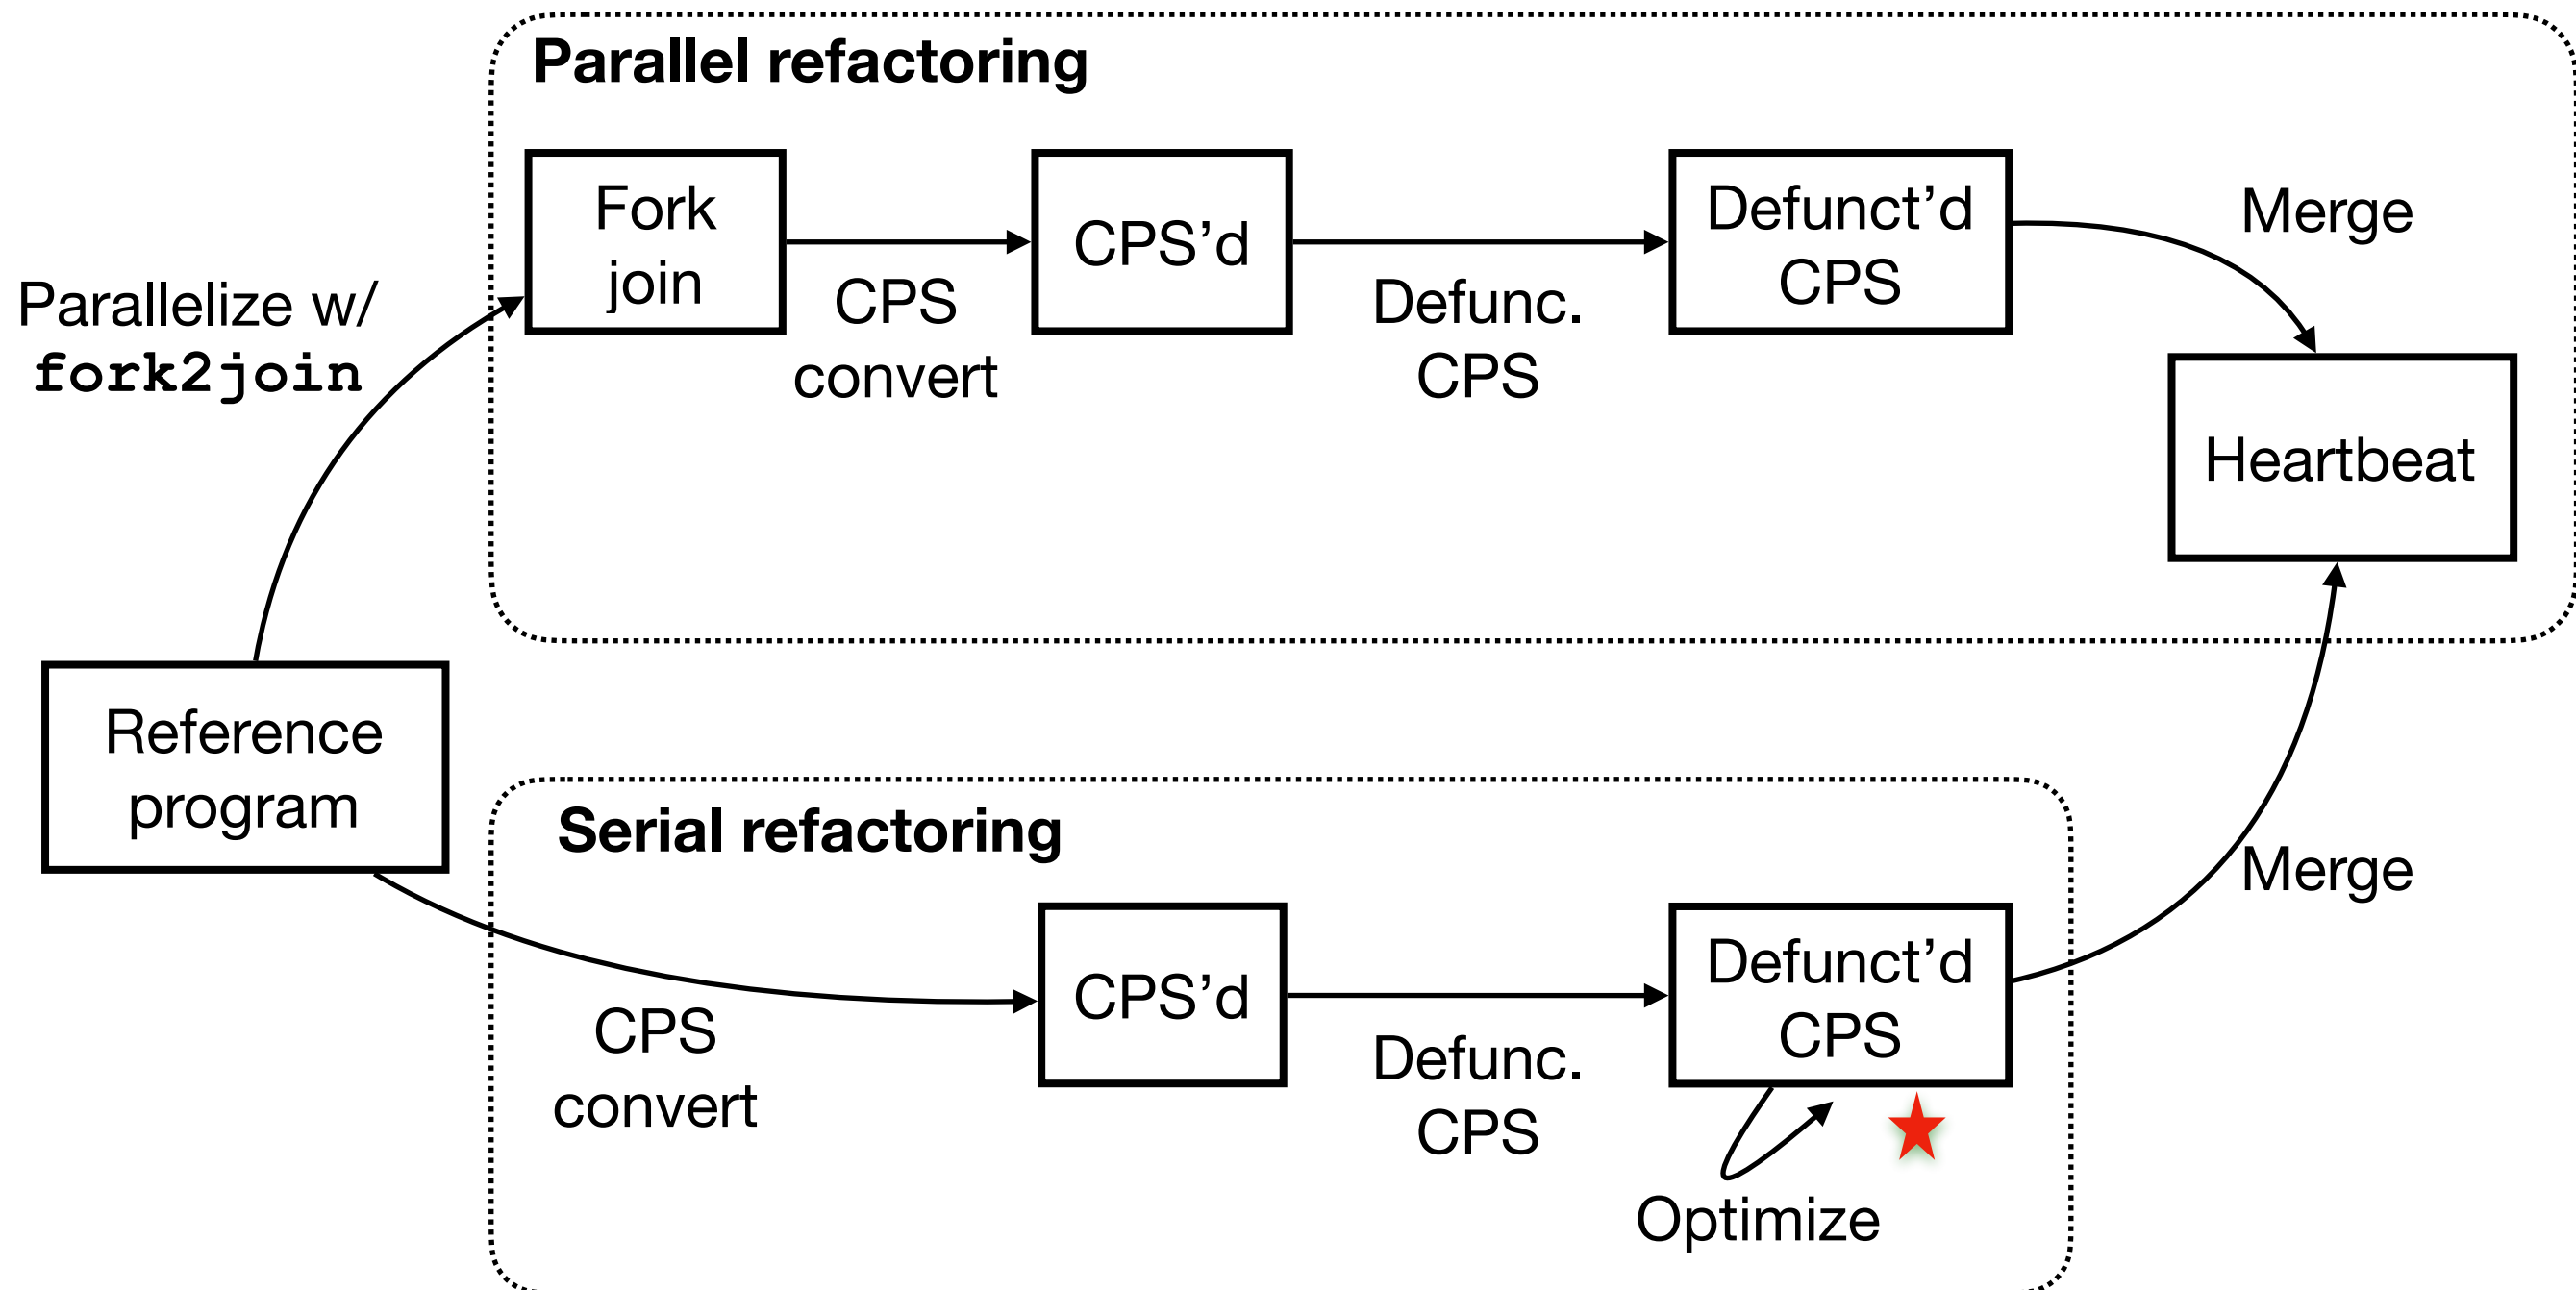 Parallel refactoring
Fork
join
CPS’d
Defunct’d
CPS
Merge
Parallelize w/
fork2join
CPS
convert
Defunc.
CPS
Heartbeat
Reference
program
Serial refactoring
CPS’d
Defunct’d
CPS
Merge
CPS
convert
Defunc.
CPS
Optimize